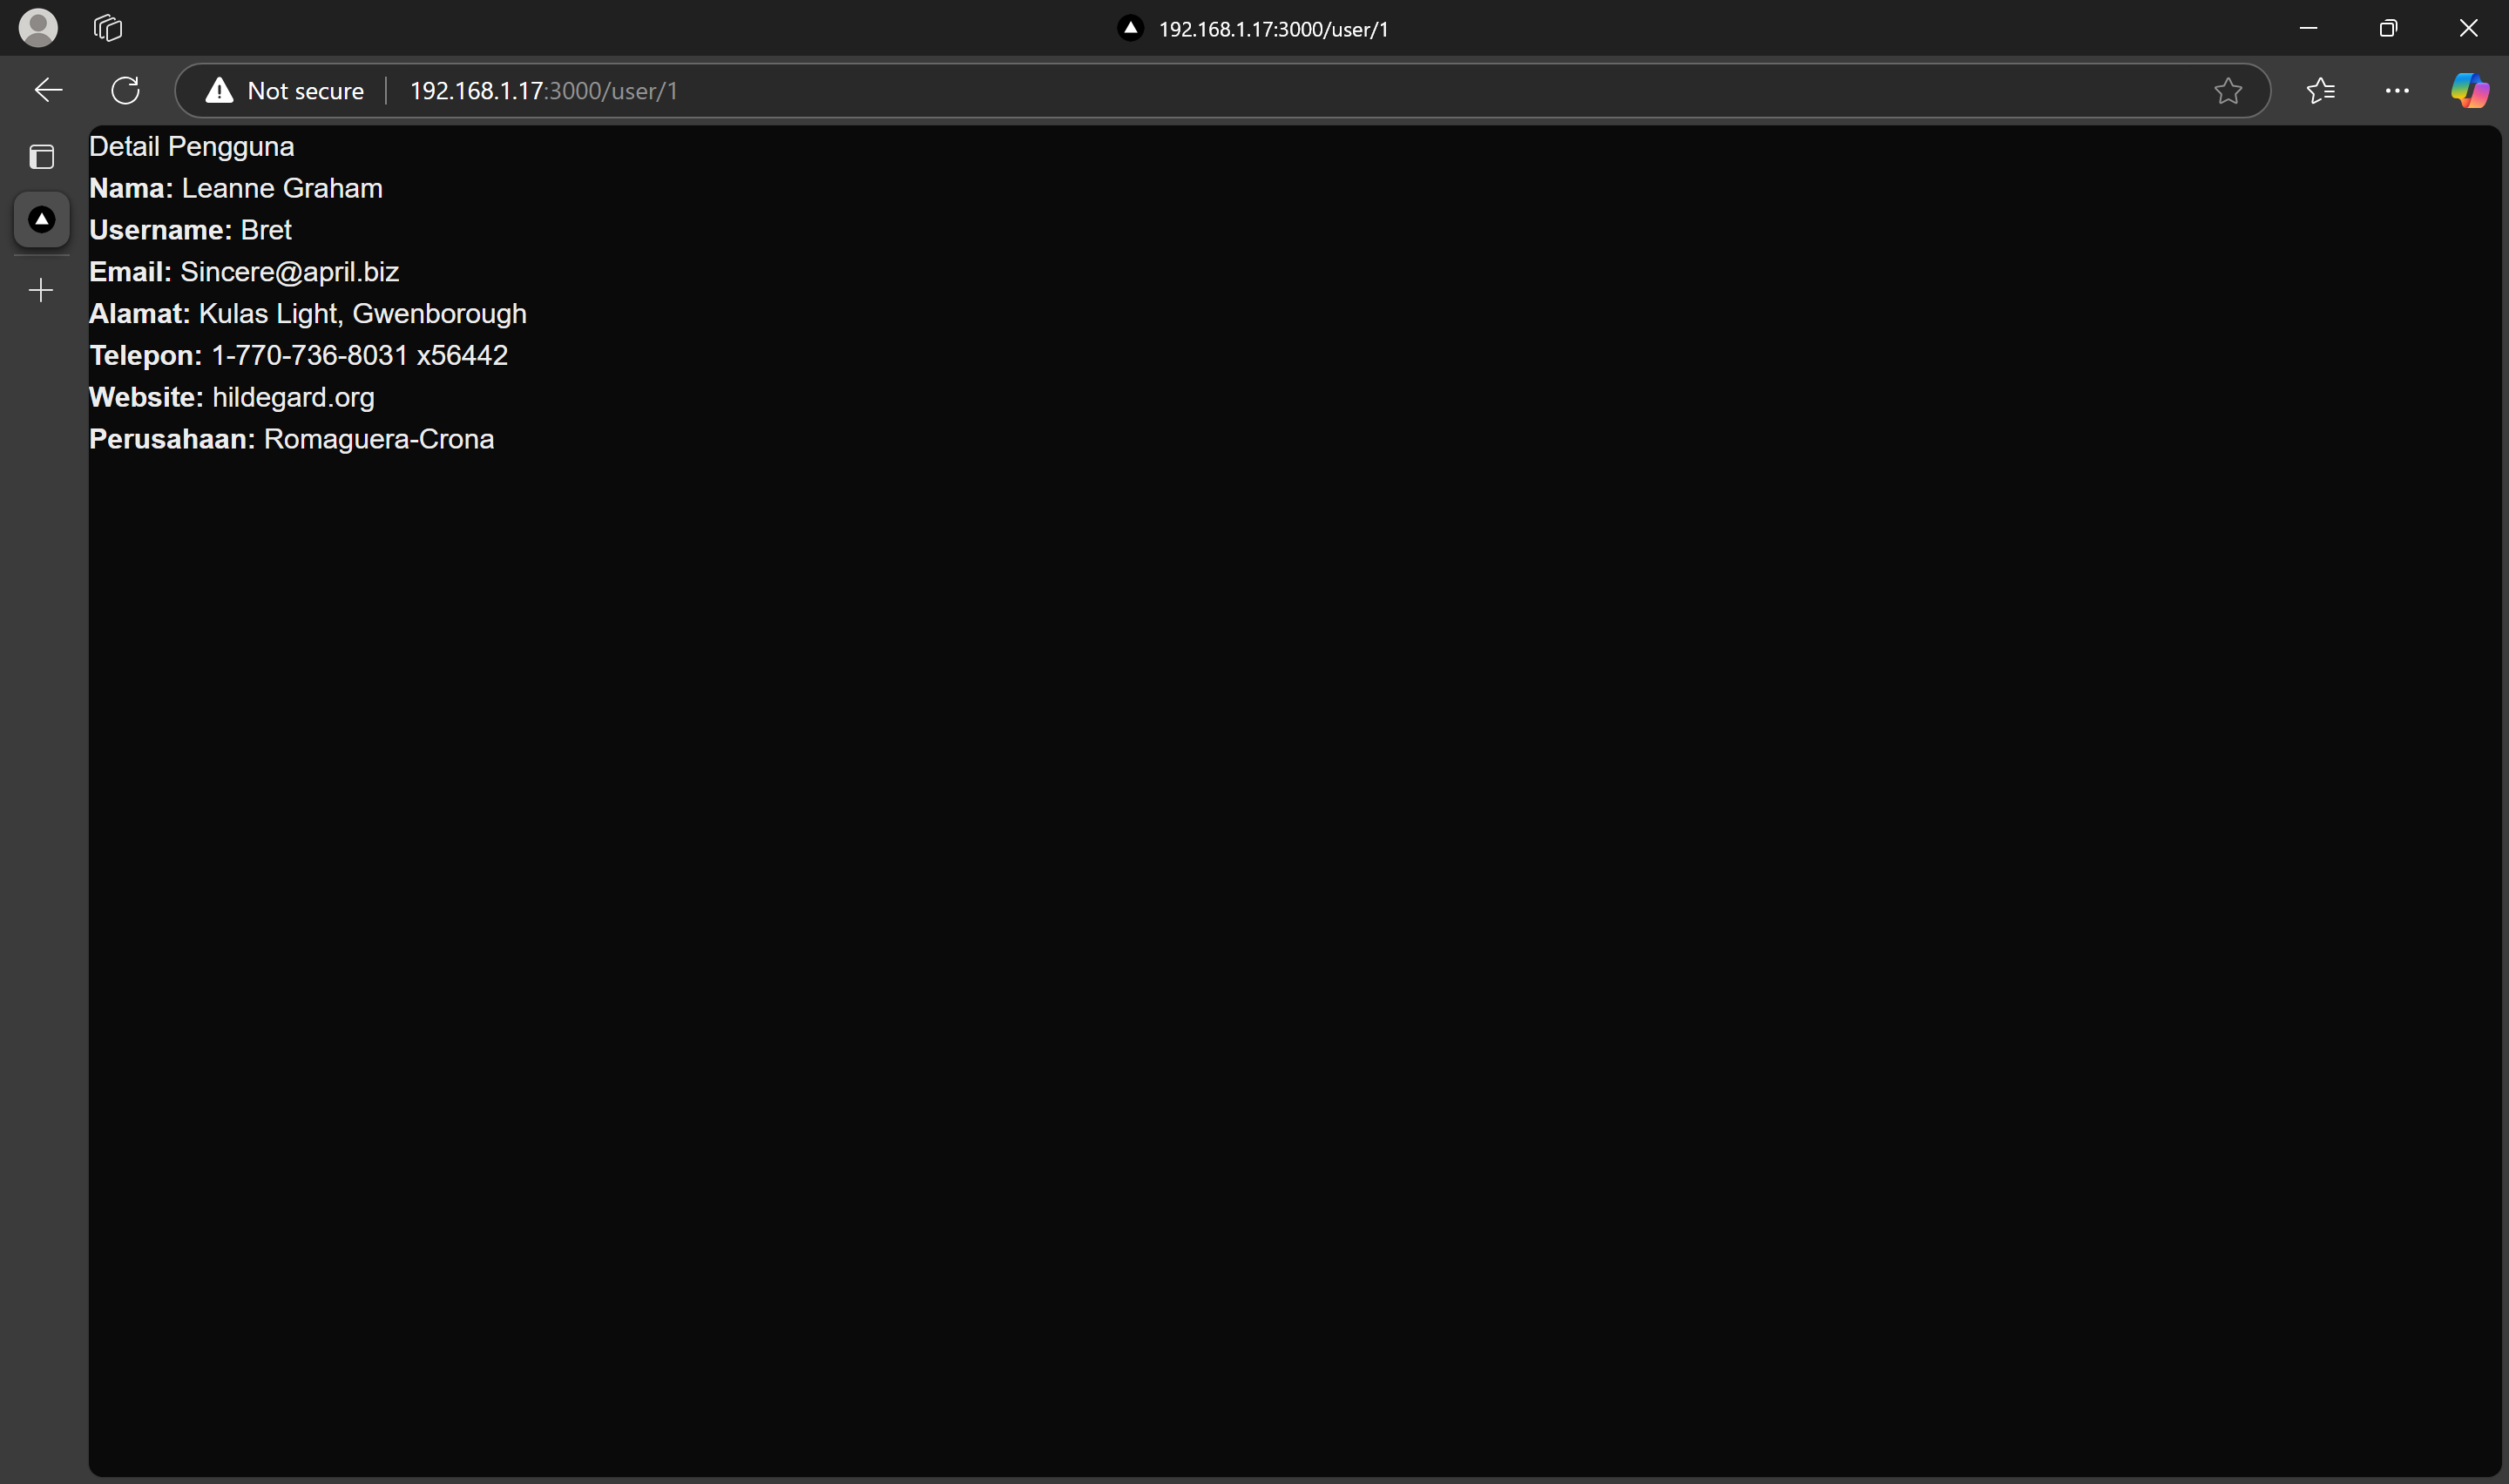 192.168.1.17:3000/user/1
Not secure 192.168.1.17:3000/user/1
Detail Pengguna
Nama: Leanne Graham
Username: Bret
Email: Sincere@april.biz
Alamat: Kulas Light, Gwenborough
Telepon: 1-770-736-8031 x56442
Website: hildegard.org
Perusahaan: Romaguera-Crona